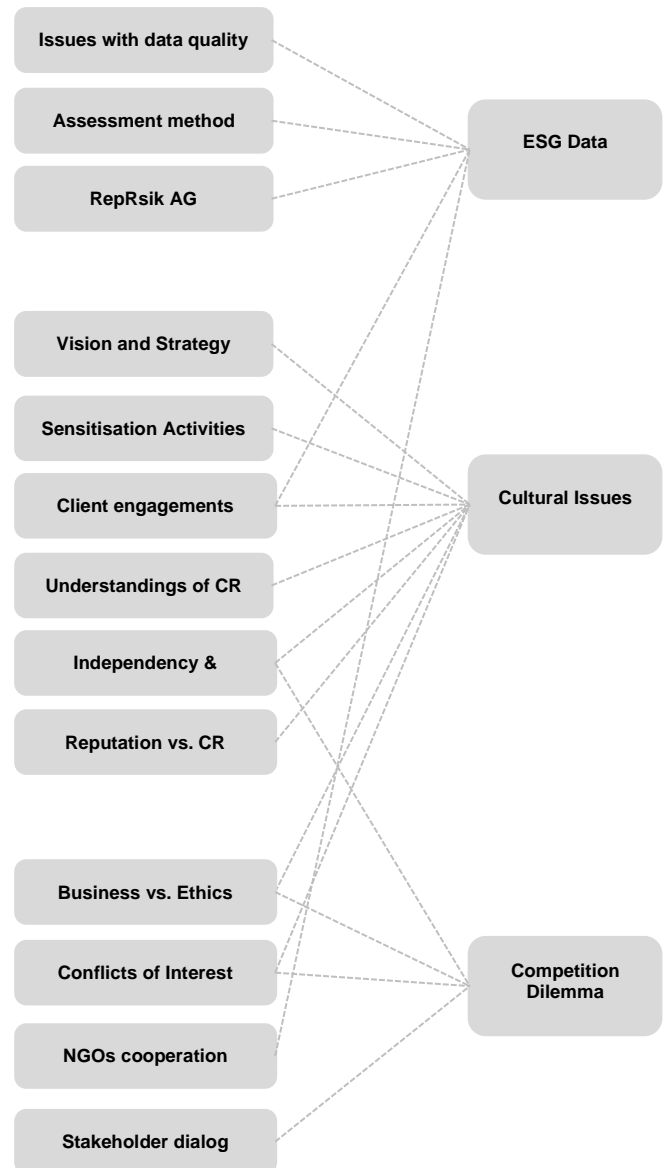 Issues with data quality
Assessment method
RepRsik AG
Vision and Strategy
Sensitisation Activities
Client engagements
Understandings of CR
Independency &
Reputation vs. CR
Business vs. Ethics
Conflicts of Interest
NGOs cooperation
Stakeholder dialog
ESG Data
Cultural Issues
Competition
Dilemma